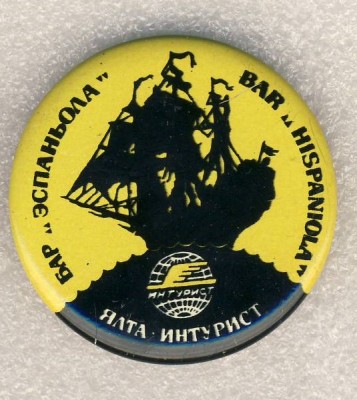 БАР „ЭСПАНЬОЛА”
BAR „HISPANIOLA”
ИНТУРИСТ
ЯЛТА·ИНТУРИСТ